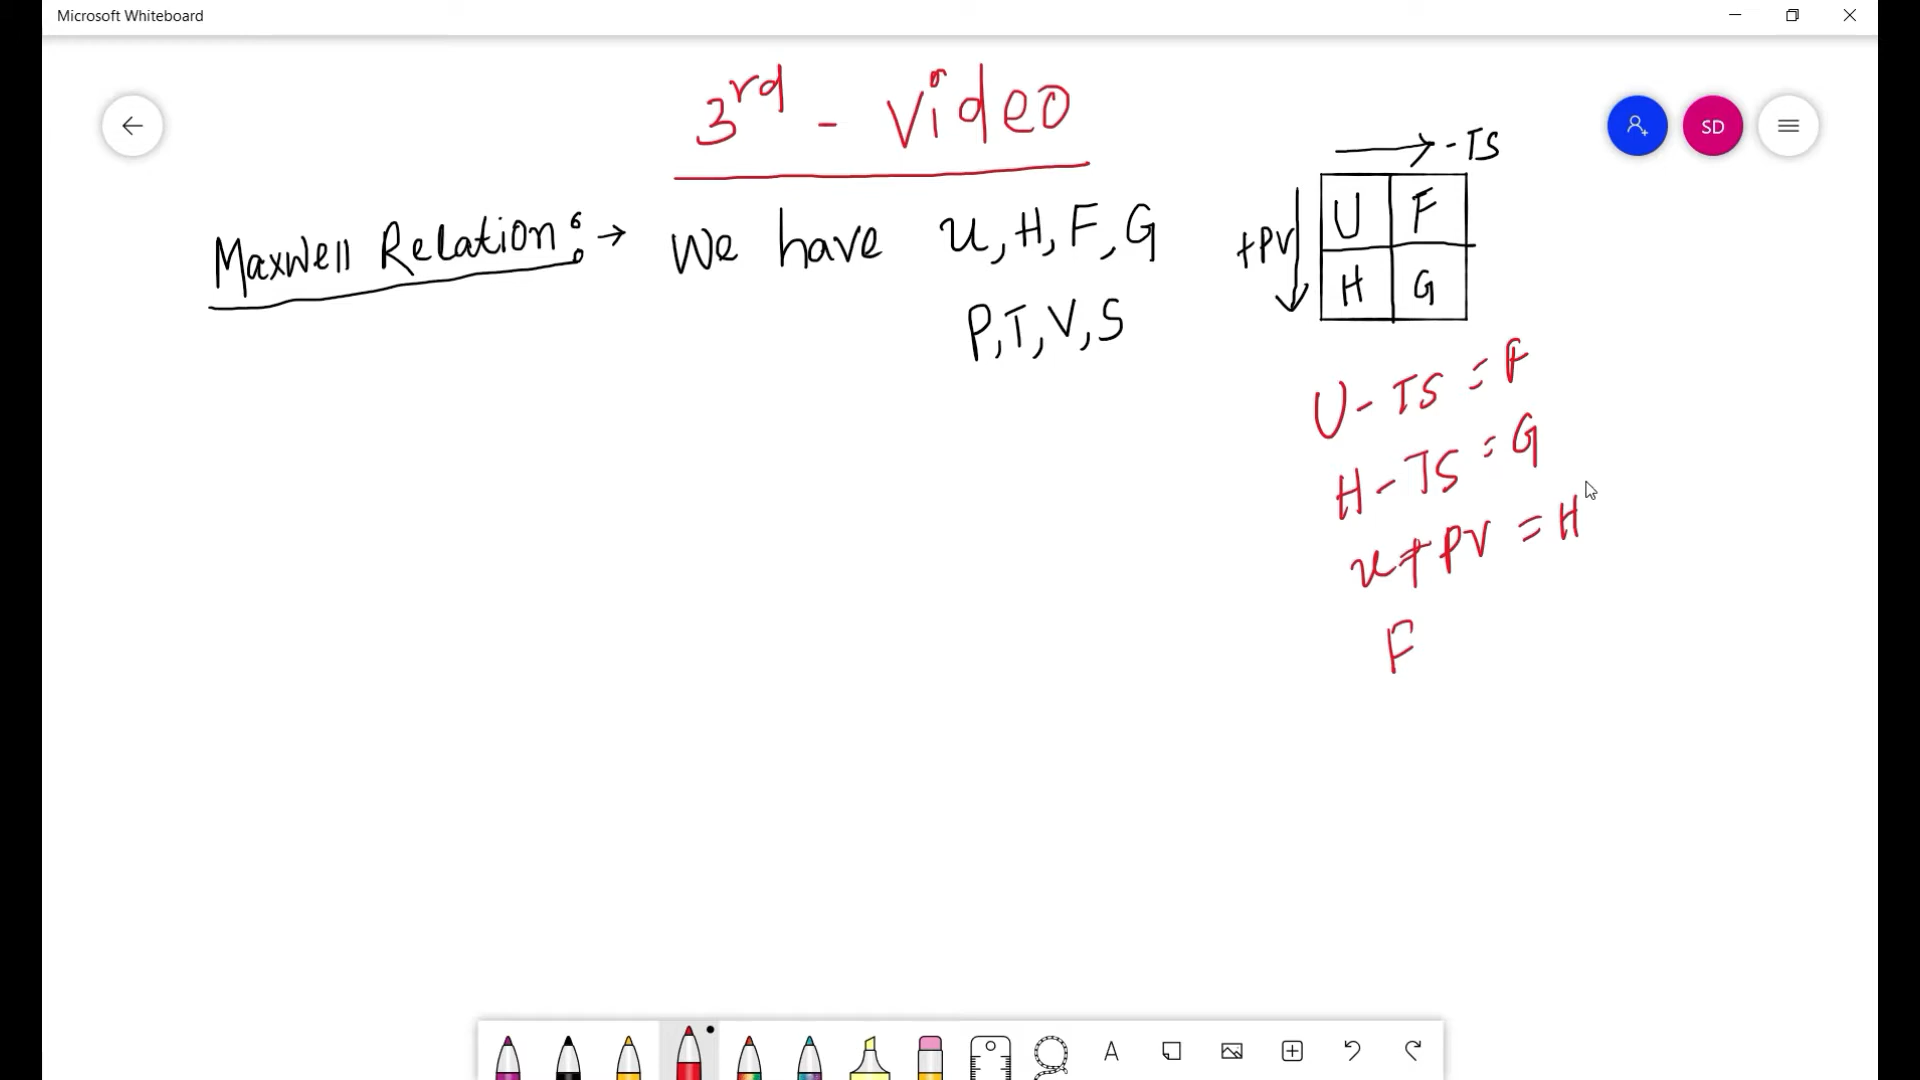 Microsoft Whiteboard
3rd - Video
SD
Maxwell Relation: → We have U, H, F, G
P, T, V, S
→ -TS
+PV
U F
H G
U - TS = F
H - TS = G
U + PV = H
F
A